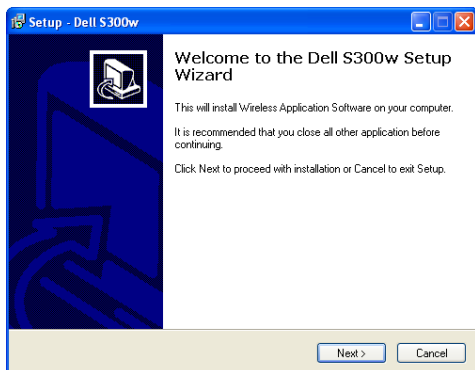 Setup - Dell S300w
Welcome to the Dell S300w Setup
Wizard
This will install Wireless Application Software on your computer.
It is recommended that you close all other application before
continuing.
Click Next to proceed with installation or Cancel to exit Setup.
Next >
Cancel